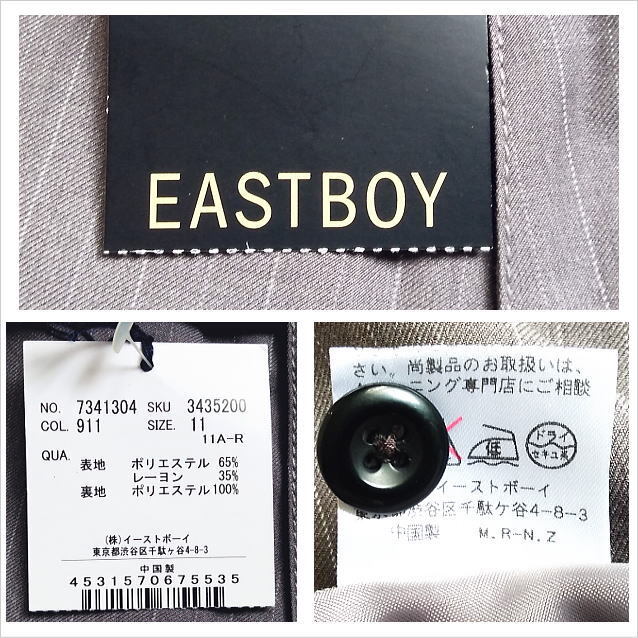 EASTBOY
NO. 7341304 SKU 3435200
COL. 911 SIZE. 11
11A-R
QUA.
表地 ポリエステル 65%
レーヨン 35%
裏地 ポリエステル 100%
(株)イーストボーイ
東京都渋谷区千駄ケ谷4-8-3
中国製
4531570675535
さい。尚製品のお取扱いは、
ニング専門店にご相談
低
ドライ
セキユ系
イーストボーイ
東京都渋谷区千駄ケ谷4-8-3
中国製 M.R-N.Z